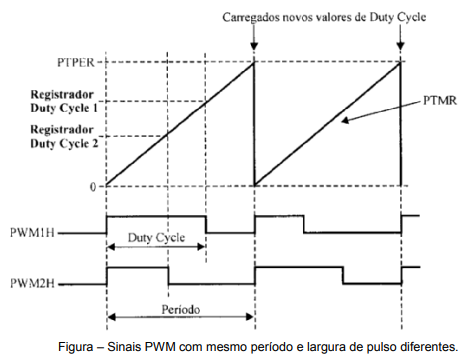 Carregados novos valores de Duty Cycle
PTPER
Registrador
Duty Cycle 1
PTMR
Registrador
Duty Cycle 2
0
PWM1H
Duty Cycle
PWM2H
Período
Figura – Sinais PWM com mesmo período e largura de pulso diferentes.